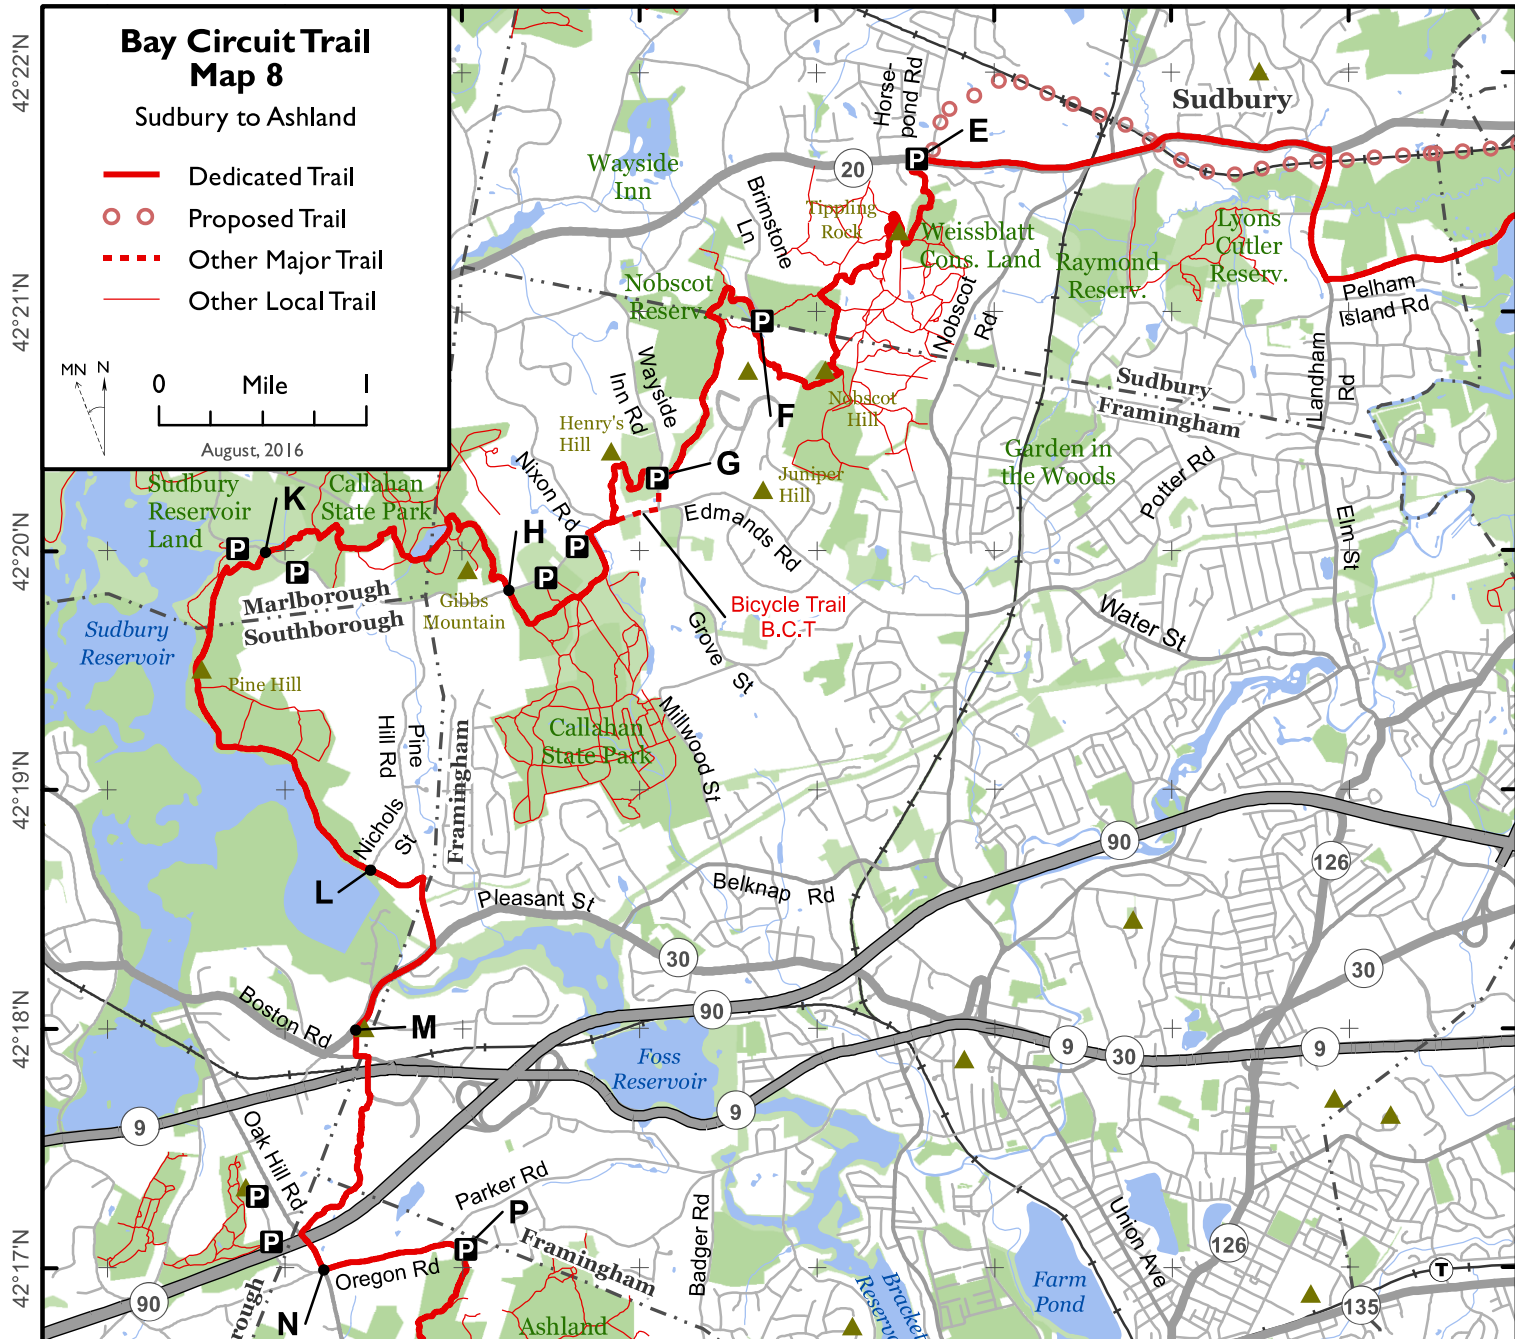 Bay Circuit Trail
Map 8
Sudbury to Ashland
Dedicated Trail
Proposed Trail
Other Major Trail
Other Local Trail
MN
N
0 Mile 1
August, 2016
42°22'N
42°21'N
42°20'N
42°19'N
42°18'N
42°17'N
Horse-
pond Rd
E
P
Sudbury
20
Wayside
Inn
Brimstone
Ln
Tippling
Rock
Weissblatt
Cons. Land
Raymond
Reserv.
Lyons
Cutler
Reserv.
Pelham
Island Rd
Nobscot
Reserv.
P
Nobscot
Rd
Landham
Rd
Sudbury
Framingham
Wayside
Inn Rd
F
Nobscot
Hill
Henry's
Hill
G
P
Juniper
Hill
Garden in
the Woods
Potter Rd
Nixon Rd
Edmands Rd
Elm St
Sudbury
Reservoir
Land
Callahan
State Park
K
P
P
H
P
P
Marlborough
Southborough
Gibbs
Mountain
Bicycle Trail
B.C.T
Water St
Sudbury
Reservoir
Pine Hill
Grove St
Pine
Hill Rd
Framingham
Callahan
State Park
Millwood St
Nichols
St
L
Pleasant St
Belknap Rd
90
126
30
30
Boston Rd
M
90
9
30
9
Foss
Reservoir
9
9
Oak Hill Rd
P
P
Parker Rd
P
P
Framingham
Badger Rd
Union Ave
126
Oregon Rd
N
90
rough
Ashland
Brackett
Reservo
Farm
Pond
T
135